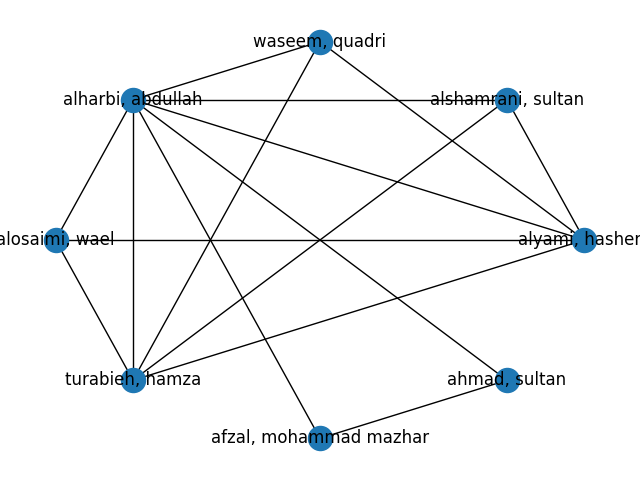 waseem, quadri
alharbi, abdullah
alshamrani, sultan
alosaimi, wael
alyami, hashem
turabieh, hamza
ahmad, sultan
afzal, mohammad mazhar